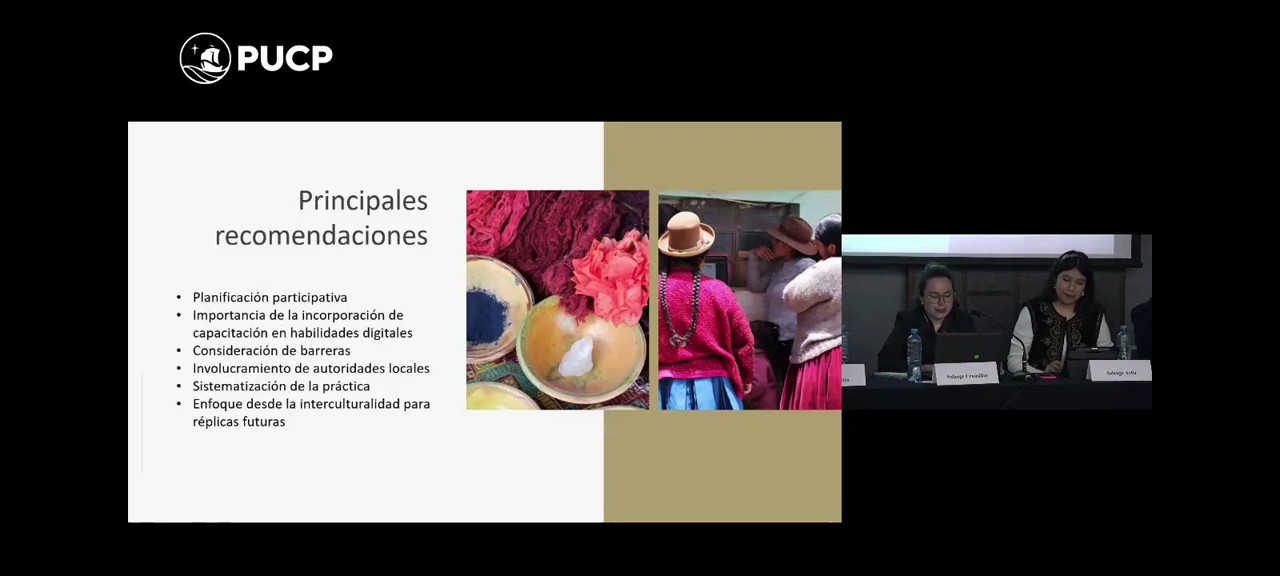 PUCP
Principales
recomendaciones
• Planificación participativa
• Importancia de la incorporación de
capacitación en habilidades digitales
• Consideración de barreras
• Involucramiento de autoridades locales
• Sistematización de la práctica
• Enfoque desde la interculturalidad para
réplicas futuras
Solange